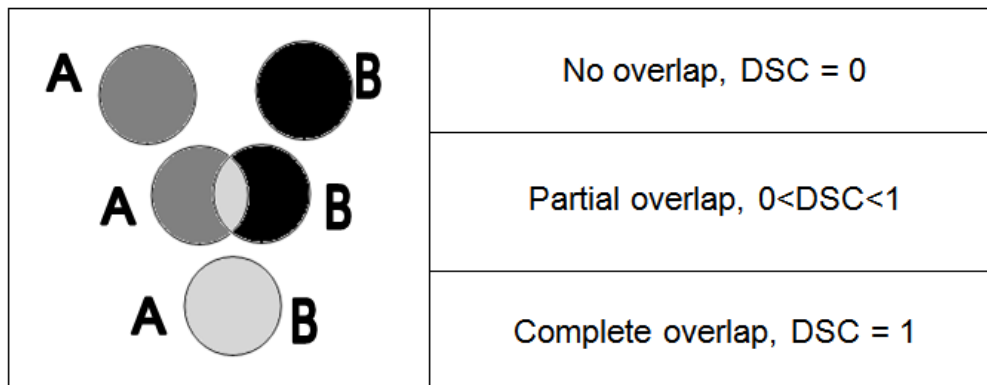 A
B
No overlap, DSC = 0
A
B
Partial overlap, 0<DSC<1
A
B
Complete overlap, DSC = 1